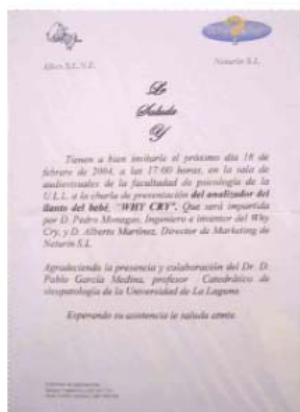 Albex S.L.N.E.
Neturin S.L.
Le
Saluda
Y
Tienen a bien invitarle el próximo día 18 de
febrero de 2004, a las 17:00 horas, en la sala de
audiovisuales de la facultadad de psicología de la
U.L.L. a la charla de presentación del analizador del
llanto del bebé, "WHY CRY". Que será impartida
por D. Pedro Monagas, Ingeniero e inventor del Why
Cry, y D. Alberto Martínez, Director de Marketing de
Neturin S.L.
Agradeciendo la presencia y colaboración del Dr. D.
Pablo García Medina, profesor Catedrático de
sicopatología de la Universidad de La Laguna.
Esperando su asistencia le saluda atente.